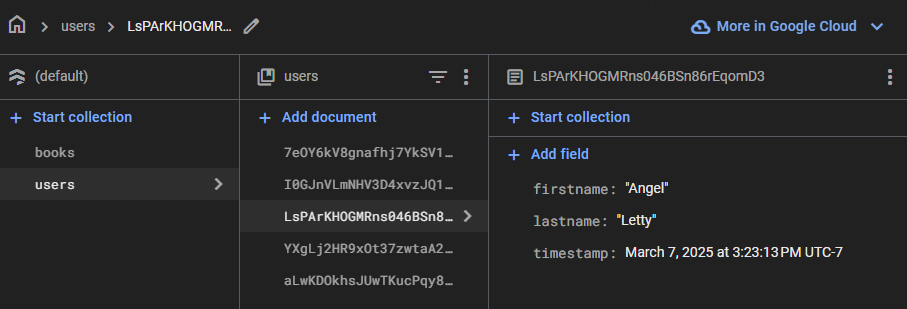 users
LsPArKHOGMR…
More in Google Cloud
(default)
users
LsPArKHOGMRns046BSn86rEqomD3
Start collection
Add document
Start collection
books
users
7eOY6kV8gnafhj7YkSV1…
I0GJnVLmNHV3D4xvzJQ1…
LsPArKHOGMRns046BSn8…
YXgLj2HR9xOt37zwtaA2…
aLwKDOkhsJUwTKucPqy8…
Add field
firstname: "Angel"
lastname: "Letty"
timestamp: March 7, 2025 at 3:23:13 PM UTC-7